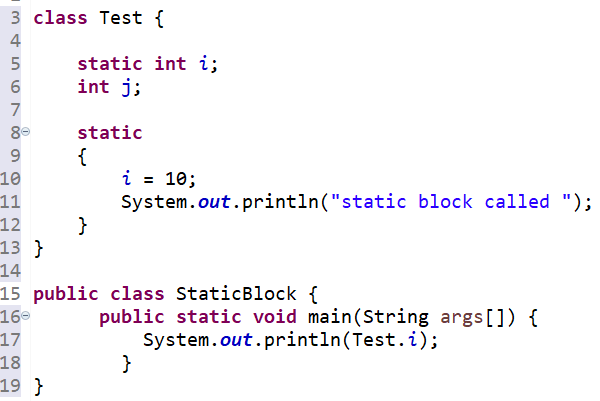 3 class Test {
4
5     static int i;
6     int j;
7
8     static
9     {
10         i = 10;
11         System.out.println("static block called ");
12     }
13 }
14
15 public class StaticBlock {
16       public static void main(String args[]) {
17           System.out.println(Test.i);
18         }
19 }